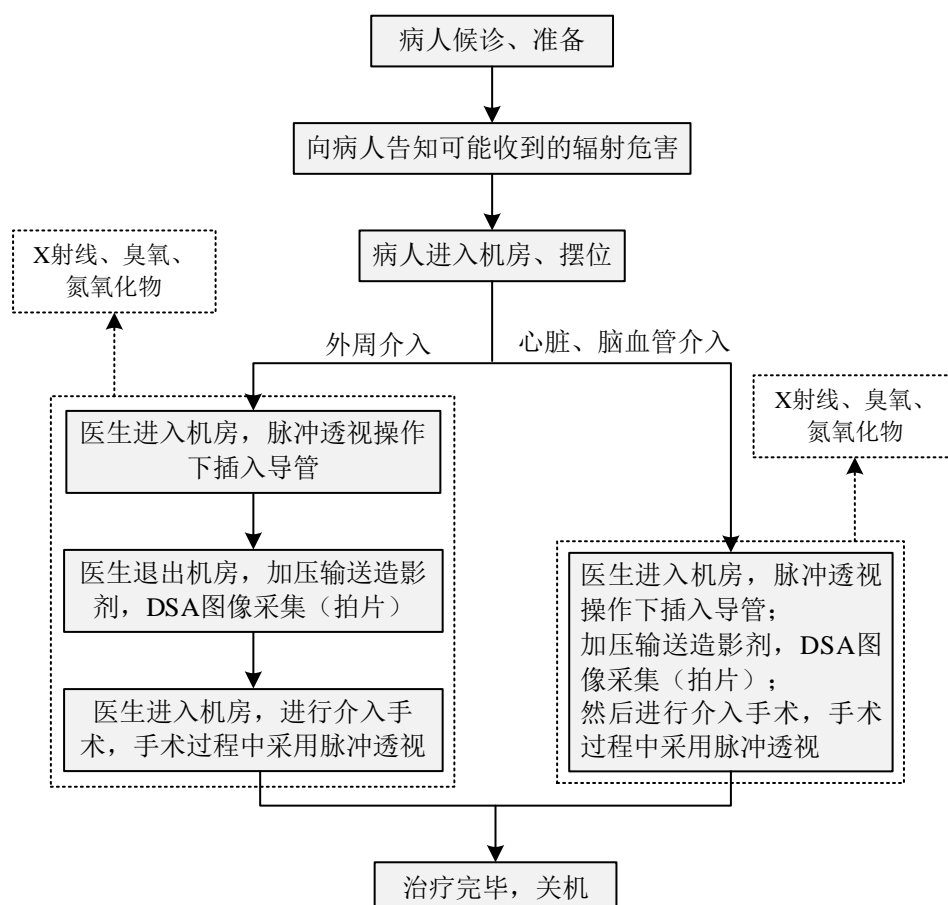 病人候诊、准备
向病人告知可能收到的辐射危害
病人进入机房、摆位
X射线、臭氧、
氮氧化物
外周介入
心脏、脑血管介入
X射线、臭氧、
氮氧化物
医生进入机房，脉冲透视操作
下插入导管
医生退出机房，加压输送造影
剂，DSA图像采集（拍片）
医生进入机房，进行介入手
术，手术过程中采用脉冲透视
医生进入机房，脉冲透视
操作下插入导管；
加压输送造影剂，DSA图
像采集（拍片）；
然后进行介入手术，手术
过程中采用脉冲透视
治疗完毕，关机